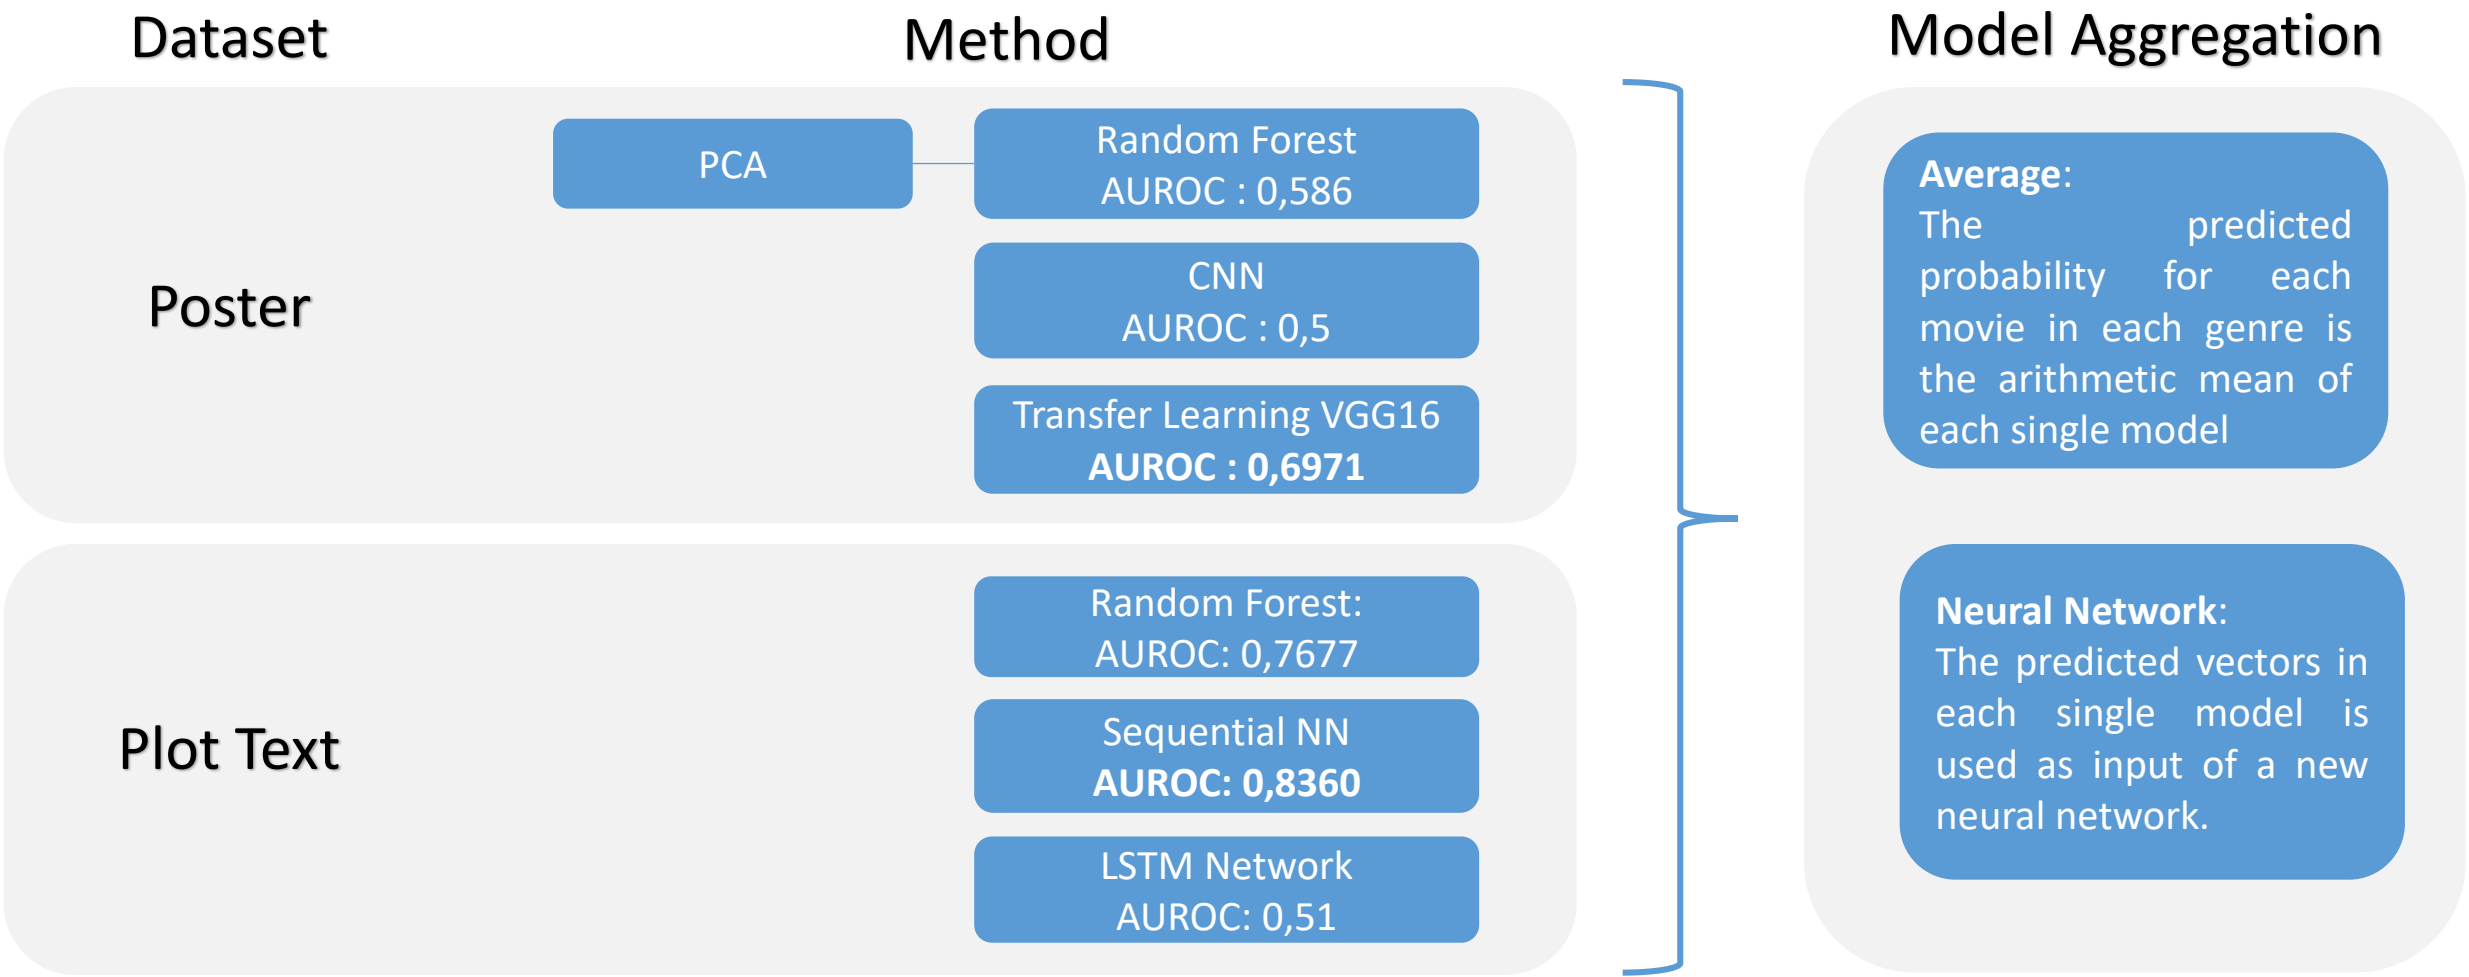 Dataset
Method
Model Aggregation
Poster
PCA
Random Forest
AUROC : 0,586
CNN
AUROC : 0,5
Transfer Learning VGG16
AUROC : 0,6971
Plot Text
Random Forest:
AUROC: 0,7677
Sequential NN
AUROC: 0,8360
LSTM Network
AUROC: 0,51
Average:
The predicted
probability for each
movie in each genre is
the arithmetic mean of
each single model
Neural Network:
The predicted vectors in
each single model is
used as input of a new
neural network.